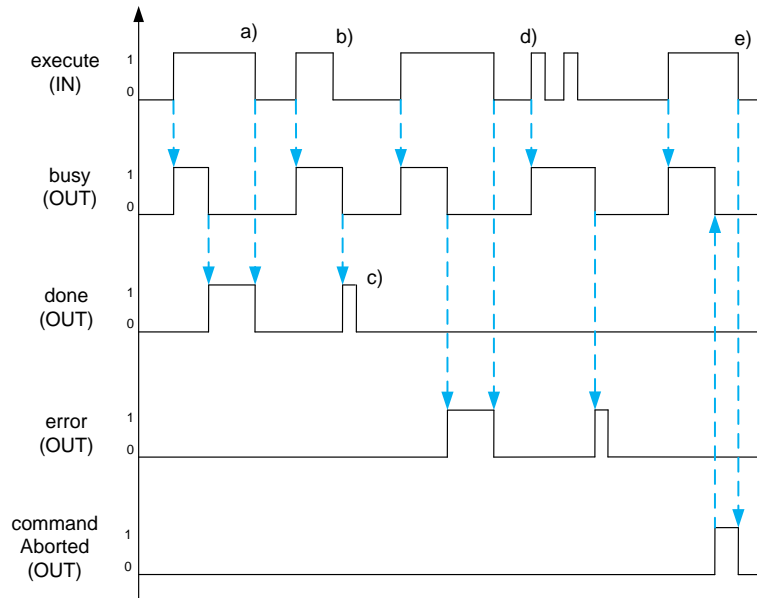 a)
b)
d)
e)
execute
(IN)
1
0
busy
(OUT)
1
0
c)
done
(OUT)
1
0
error
(OUT)
1
0
command
Aborted
(OUT)
1
0